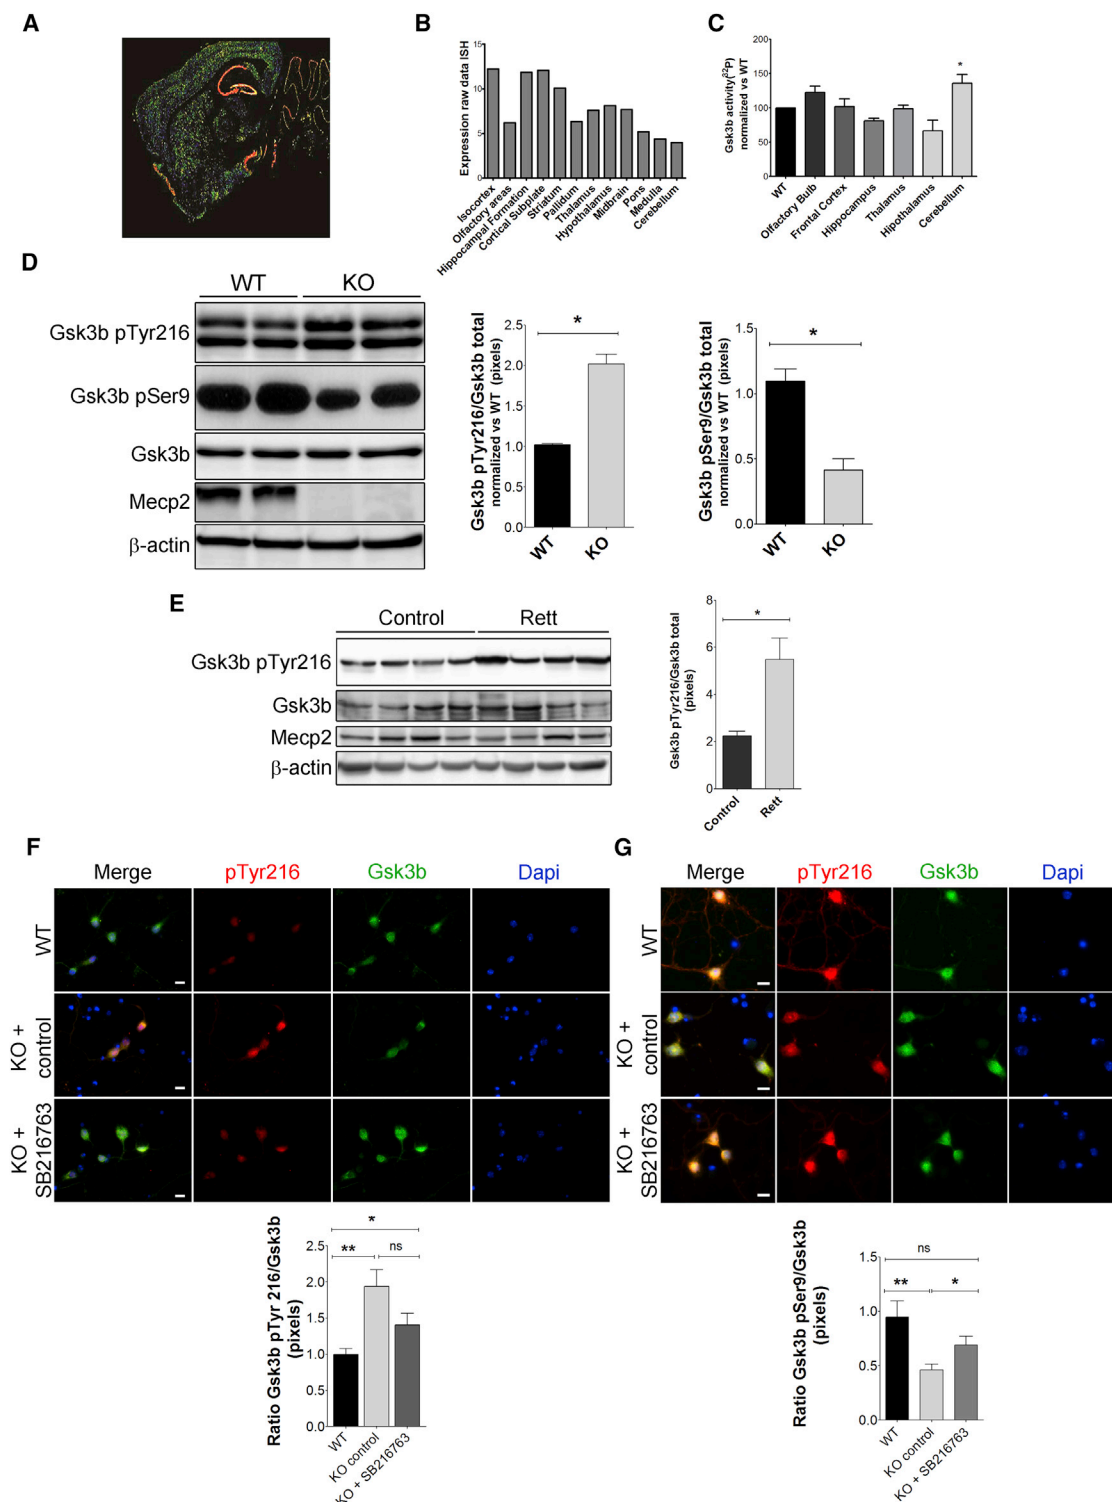 A
B
Expression raw data ISH
15
10
5
0
Isocortex
Olfactory areas
Hippocampal Formation
Cortical Subplate
Striatum
Pallidum
Thalamus
Hypothalamus
Midbrain
Pons
Medulla
Cerebellum
C
Gsk3b activity(³²P)
normalized vs WT
200
150
100
50
0
*
WT
Olfactory Bulb
Frontal Cortex
Hippocampus
Thalamus
Hipothalamus
Cerebellum
D
WT KO
Gsk3b pTyr216
Gsk3b pSer9
Gsk3b
Mecp2
β-actin
Gsk3b pTyr216/Gsk3b total
normalized vs WT (pixels)
2.5
2.0
1.5
1.0
0.5
0.0
*
WT
KO
Gsk3b pSer9/Gsk3b total
normalized vs WT (pixels)
1.5
1.0
0.5
0.0
*
WT
KO
E
Control Rett
Gsk3b pTyr216
Gsk3b
Mecp2
β-actin
Gsk3b pTyr216/Gsk3b total
(pixels)
8
6
4
2
0
*
Control
Rett
F
Merge pTyr216 Gsk3b Dapi
WT
KO +
control
KO +
SB216763
Ratio Gsk3b pTyr 216/Gsk3b
(pixels)
2.5
2.0
1.5
1.0
0.5
0.0
*
** ns
WT
KO control
KO + SB216763
G
Merge pTyr216 Gsk3b Dapi
WT
KO +
control
KO +
SB216763
Ratio Gsk3b pSer9/Gsk3b
(pixels)
1.5
1.0
0.5
0.0
ns
** *
WT
KO control
KO + SB216763